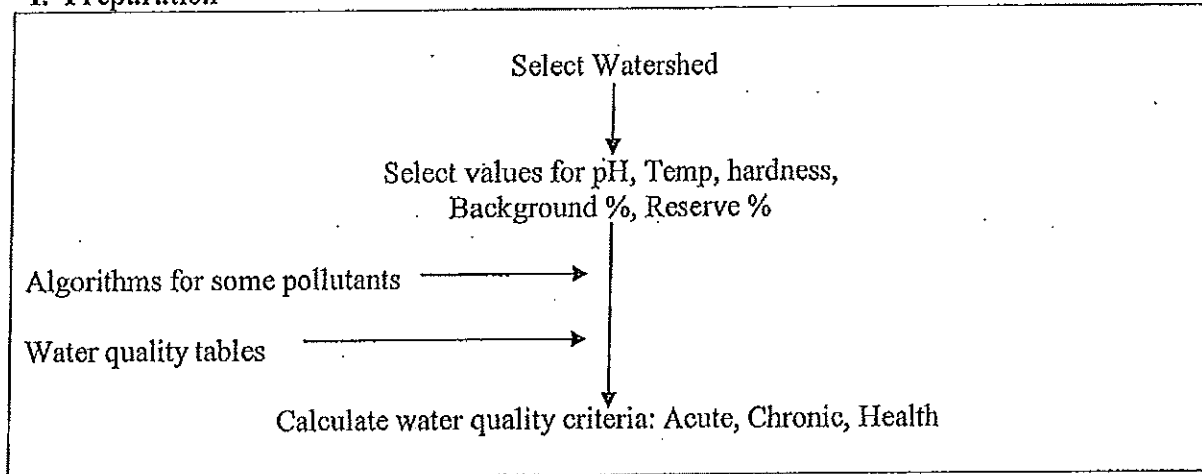 1. Preparation
Select Watershed
Select values for pH, Temp, hardness,
Background %, Reserve %
Algorithms for some pollutants
Water quality tables
Calculate water quality criteria: Acute, Chronic, Health